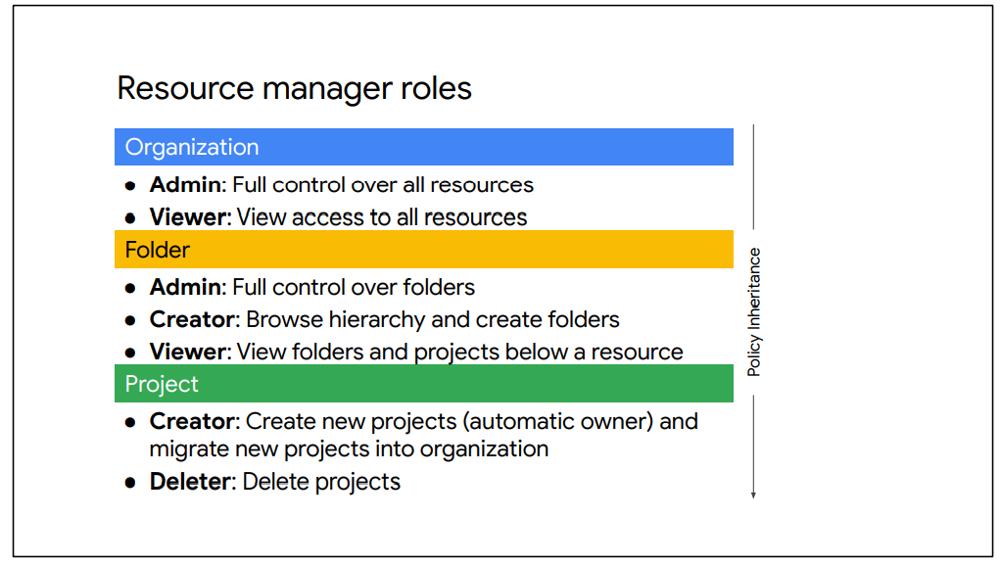 Resource manager roles
Organization
● Admin: Full control over all resources
● Viewer: View access to all resources
Folder
● Admin: Full control over folders
● Creator: Browse hierarchy and create folders
● Viewer: View folders and projects below a resource
Project
● Creator: Create new projects (automatic owner) and
migrate new projects into organization
● Deleter: Delete projects
Policy Inheritance